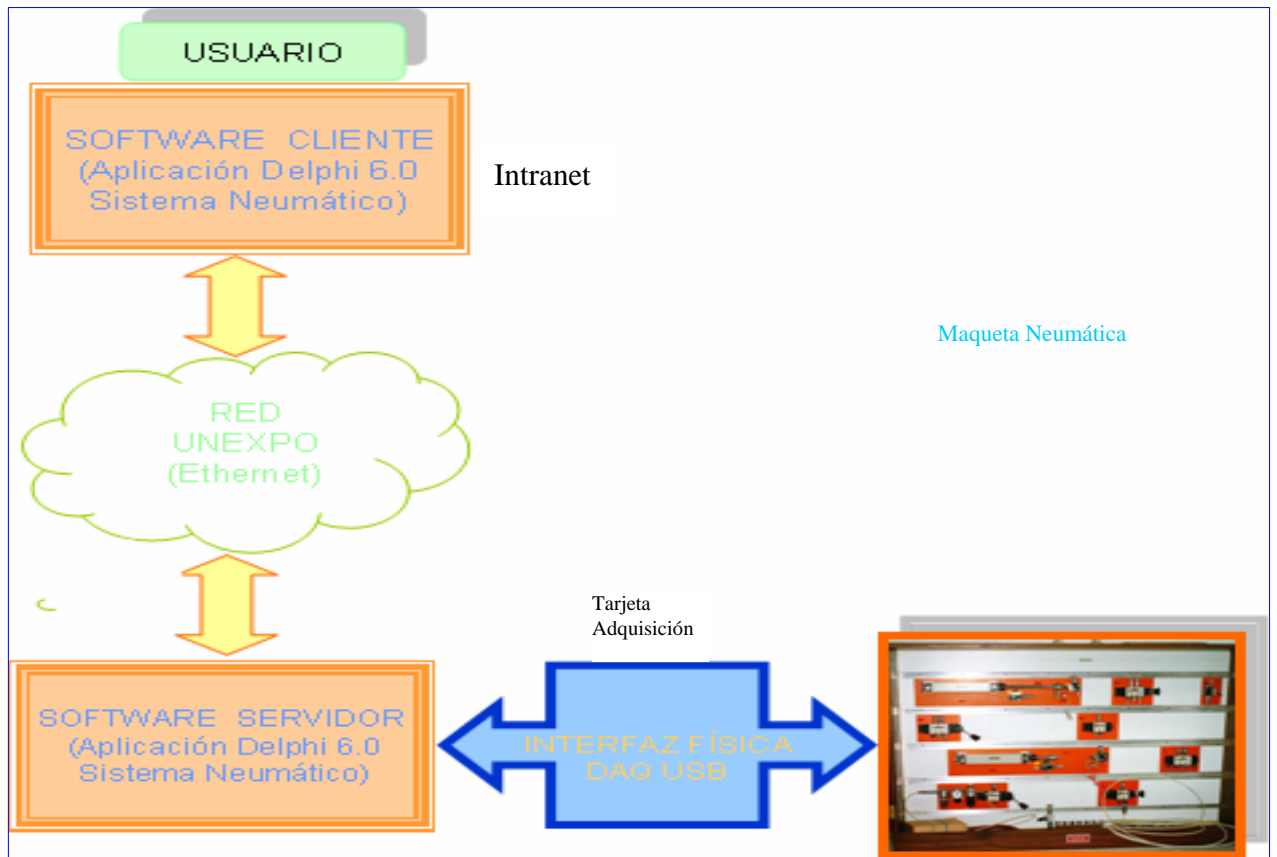 USUARIO
SOFTWARE CLIENTE
(Aplicación Delphi 6.0
Sistema Neumático)
Intranet
Maqueta Neumática
RED
UNEXPO
(Ethernet)
Tarjeta
Adquisición
SOFTWARE SERVIDOR
(Aplicación Delphi 6.0
Sistema Neumático)
INTERFAZ FÍSICA
DAQ USB